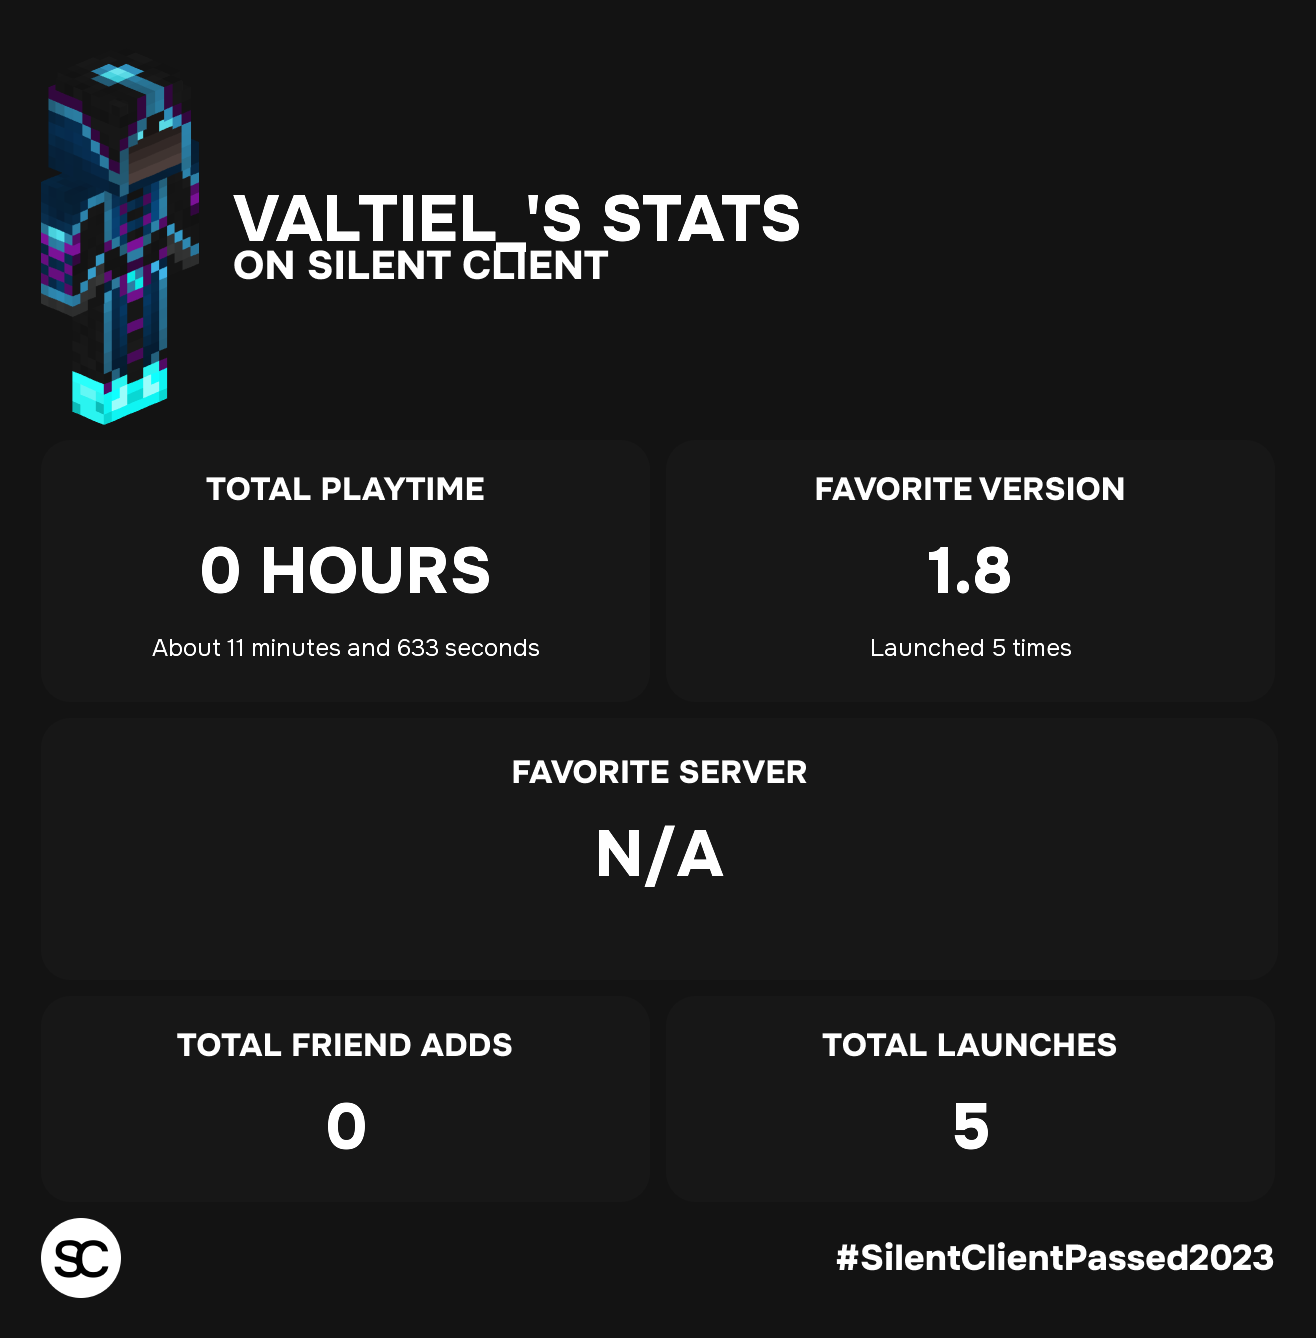 VALTIEL_'S STATS
ON SILENT CLIENT
TOTAL PLAYTIME
0 HOURS
About 11 minutes and 633 seconds
FAVORITE VERSION
1.8
Launched 5 times
FAVORITE SERVER
N/A
TOTAL FRIEND ADDS
0
TOTAL LAUNCHES
5
SC
#SilentClientPassed2023